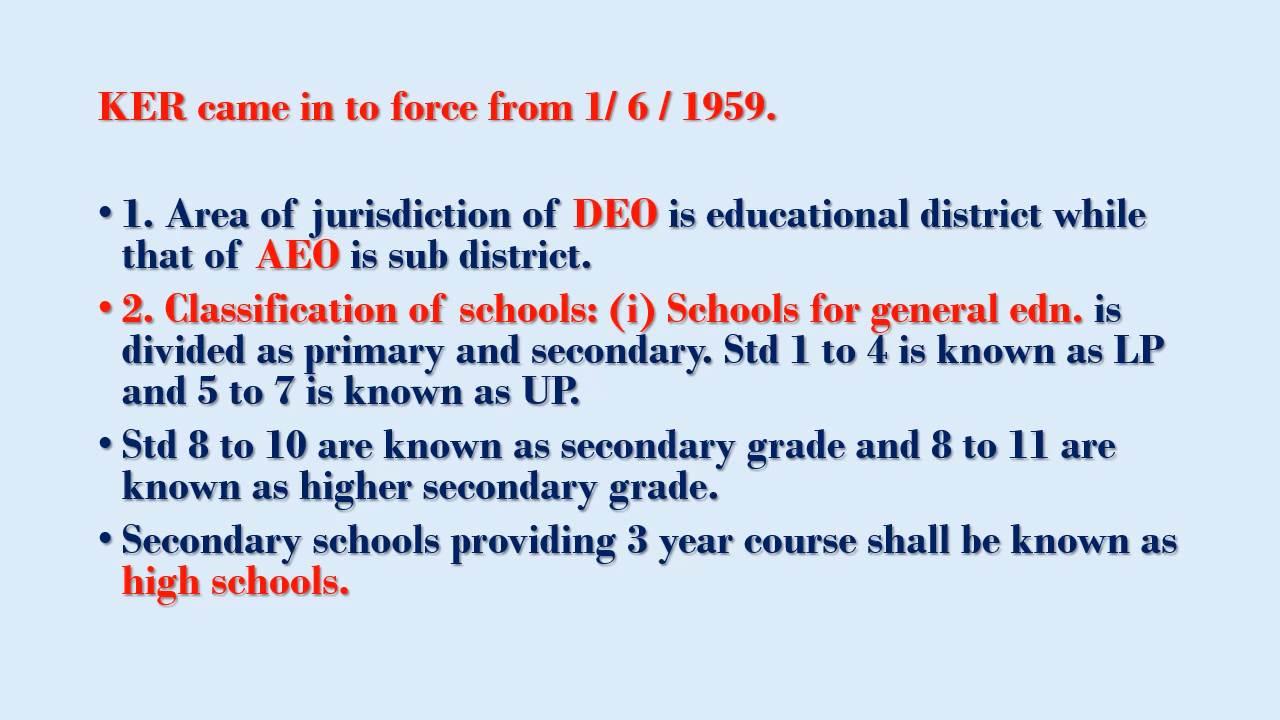 KER came in to force from 1/ 6 / 1959.
• 1. Area of jurisdiction of DEO is educational district while
that of AEO is sub district.
• 2. Classification of schools: (i) Schools for general edn. is
divided as primary and secondary. Std 1 to 4 is known as LP
and 5 to 7 is known as UP.
• Std 8 to 10 are known as secondary grade and 8 to 11 are
known as higher secondary grade.
• Secondary schools providing 3 year course shall be known as
high schools.